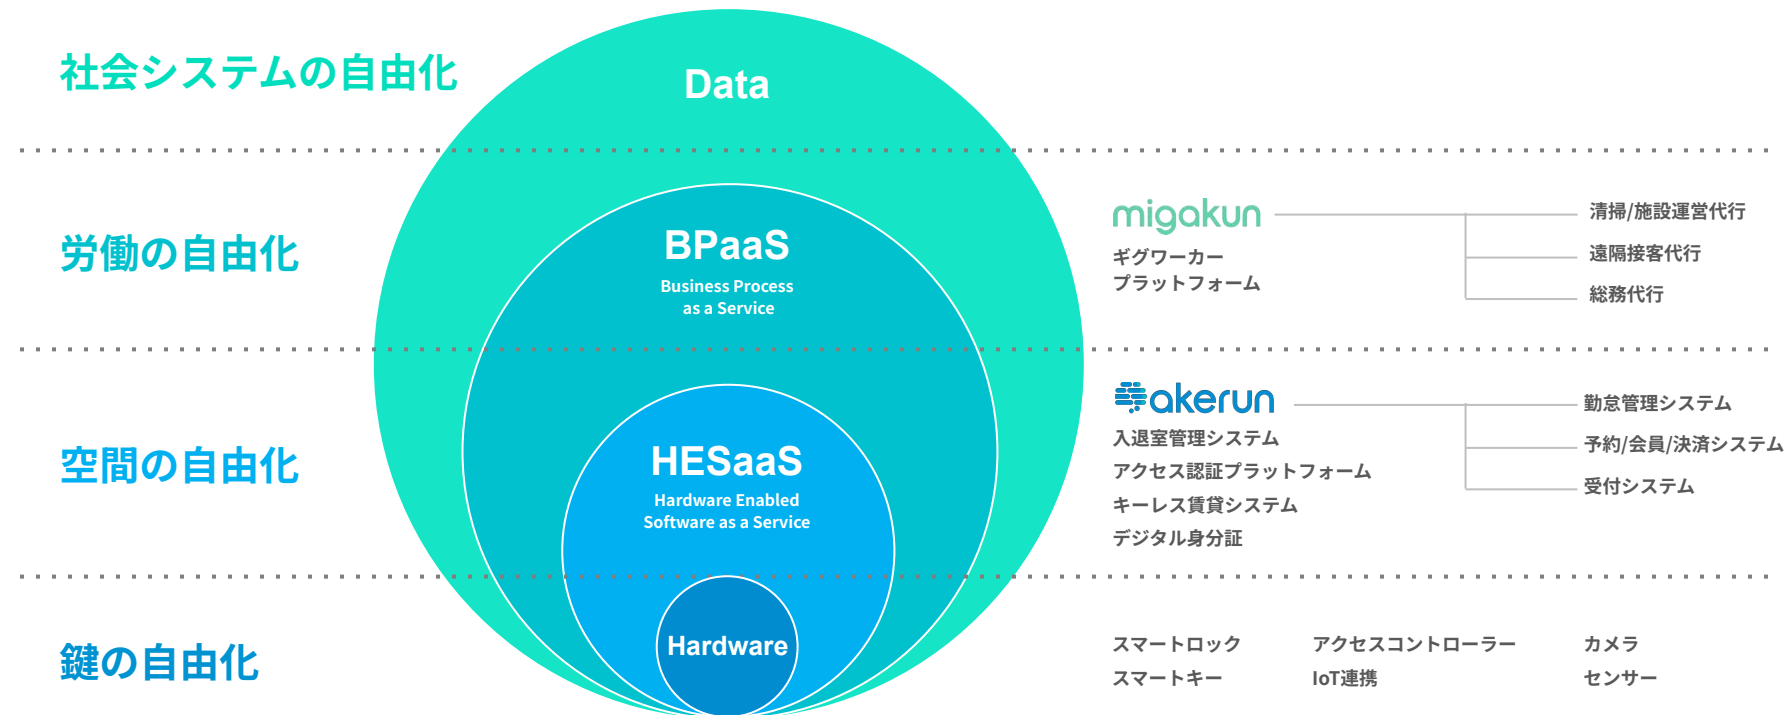 社会システムの自由化
Data
労働の自由化
BPaaS
Business Process
as a Service
migakun
ギグワーカー
プラットフォーム
清掃/施設運営代行
遠隔接客代行
総務代行
空間の自由化
HESaaS
Hardware Enabled
Software as a Service
akerun
入退室管理システム
アクセス認証プラットフォーム
キーレス賃貸システム
デジタル身分証
勤怠管理システム
予約/会員/決済システム
受付システム
鍵の自由化
Hardware
スマートロック アクセスコントローラー カメラ
スマートキー IoT連携 センサー